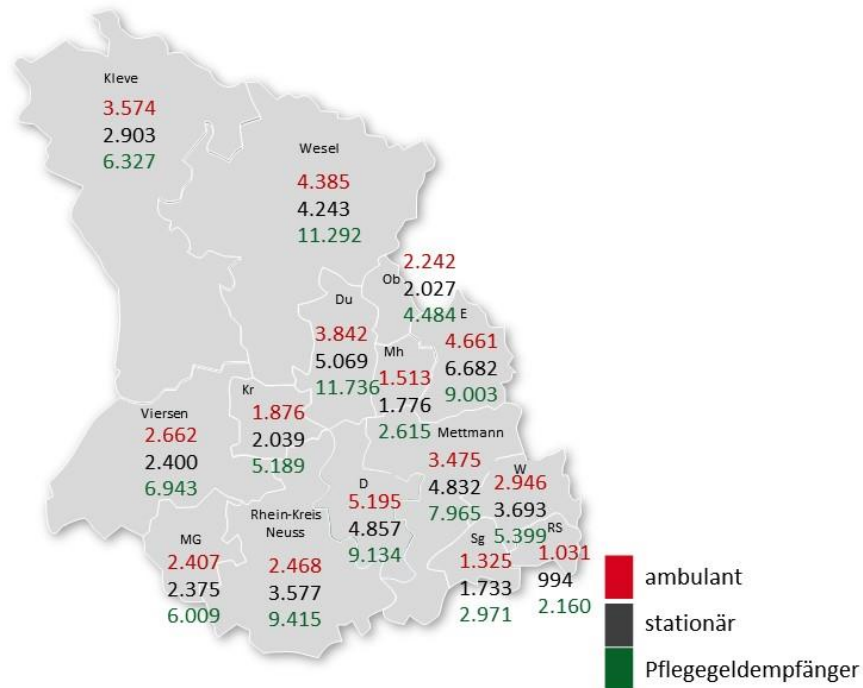 Kleve
3.574
2.903
6.327
Wesel
4.385
4.243
11.292
Ob
2.242
2.027
4.484
Du
3.842
5.069
11.736
E
4.661
6.682
9.003
Mh
1.513
1.776
2.615
Kr
1.876
2.039
5.189
Viersen
2.662
2.400
6.943
Mettmann
3.475
4.832
7.965
W
2.946
3.693
5.399
D
5.195
4.857
9.134
Rhein-Kreis
Neuss
2.468
3.577
9.415
MG
2.407
2.375
6.009
Sg
1.325
1.733
2.971
RS
1.031
994
2.160
ambulant
stationär
Pflegegeldempfänger